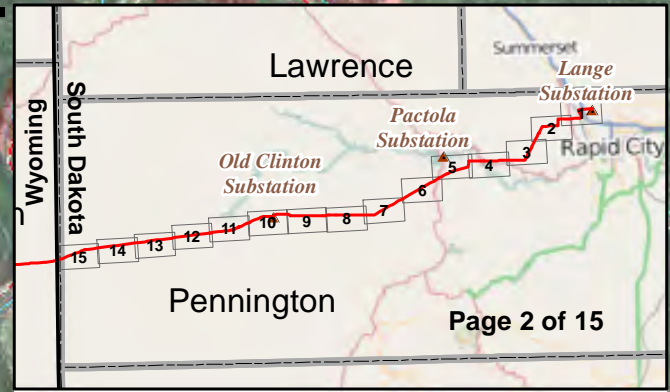 Summerset
Lawrence
Lange
Substation
Wyoming
South Dakota
Pactola
Substation
Rapid City
Old Clinton
Substation
1
2
3
4
5
6
7
8
9
10
11
12
13
14
15
Pennington
Page 2 of 15